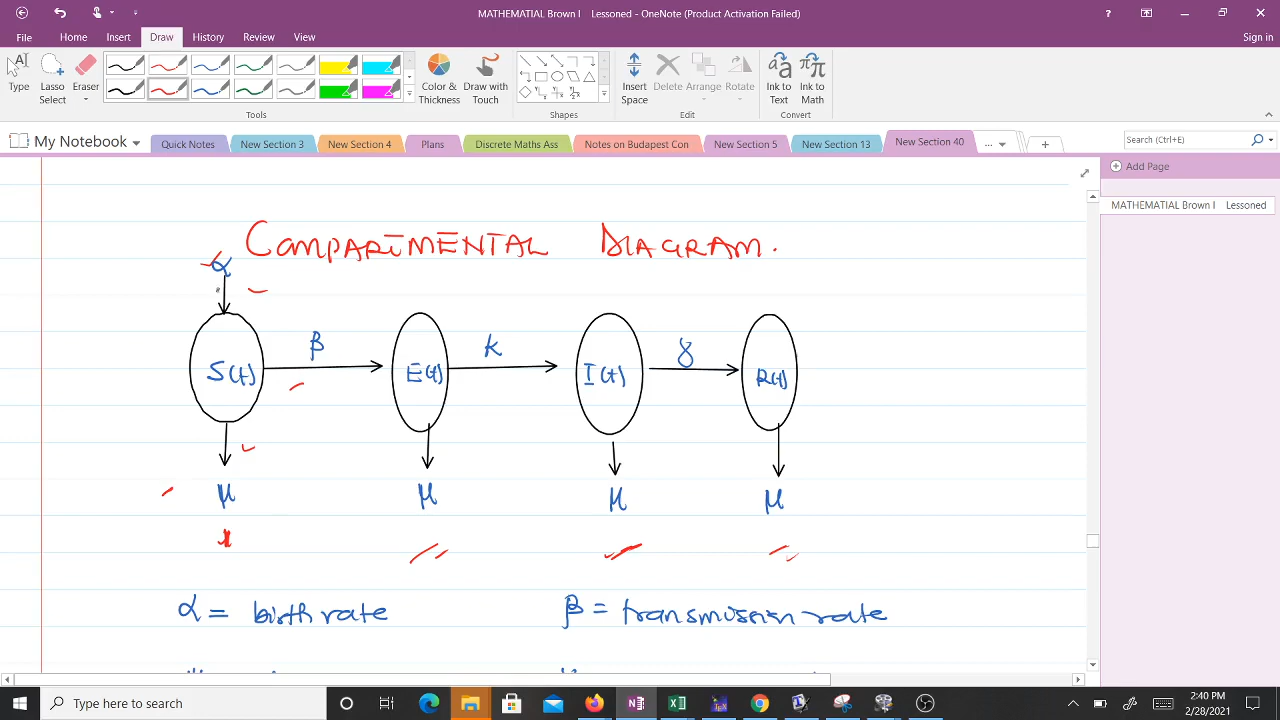 MATHEMATIAL Brown I Lessoned - OneNote (Product Activation Failed)
File Home Insert Draw History Review View Sign in
Type Lasso Select Eraser Color & Thickness Draw with Touch Insert Space Delete Arrange Rotate Ink to Text Ink to Math
Tools Shapes Edit Convert
My Notebook Quick Notes New Section 3 New Section 4 Plans Discrete Maths Ass Notes on Budapest Con New Section 5 New Section 13 New Section 40 ... Search (Ctrl+E)
Add Page
MATHEMATIAL Brown I Lessoned
COMPARIMENTAL DIAGRAM.
α
β K γ
S(t) E(t) I(t) R(t)
μ μ μ μ
α = birth rate β = transmission rate
Type here to search
2:40 PM
2/28/2021